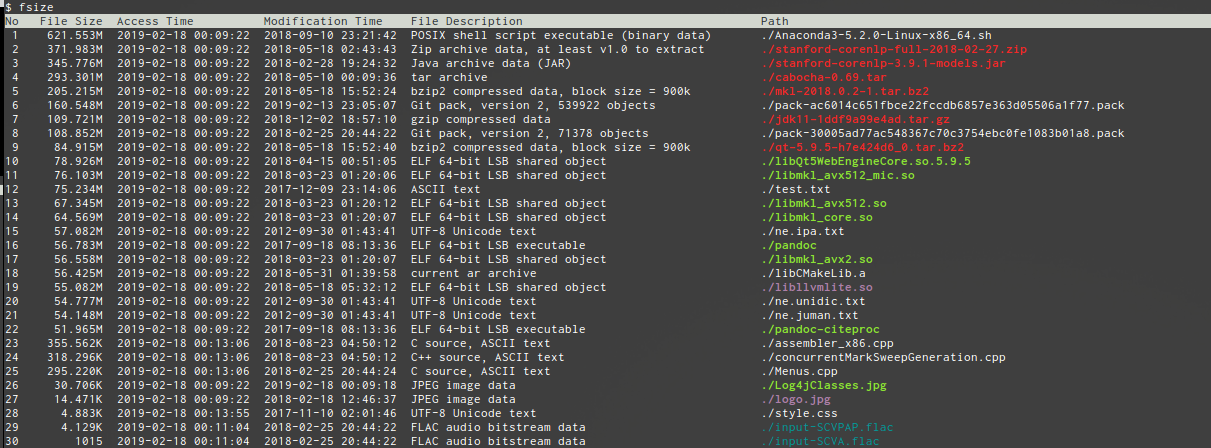 $ fsize
No File Size Access Time Modification Time File Description Path
1 621.553M 2019-02-18 00:09:22 2018-09-10 23:21:42 POSIX shell script executable (binary data) ./Anaconda3-5.2.0-Linux-x86_64.sh
2 371.983M 2019-02-18 00:09:22 2018-05-18 02:43:43 Zip archive data, at least v1.0 to extract ./stanford-corenlp-full-2018-02-27.zip
3 345.776M 2019-02-18 00:09:22 2018-02-28 19:24:32 Java archive data (JAR) ./stanford-corenlp-3.9.1-models.jar
4 293.301M 2019-02-18 00:09:22 2018-05-10 00:09:36 tar archive ./cabocha-0.69.tar
5 205.215M 2019-02-18 00:09:22 2018-05-18 15:52:24 bzip2 compressed data, block size = 900k ./mkl-2018.0.2-1.tar.bz2
6 160.548M 2019-02-18 00:09:22 2019-02-13 23:05:07 Git pack, version 2, 539922 objects ./pack-ac6014c651fbce22fccdb6857e363d05506a1f77.pack
7 109.721M 2019-02-18 00:09:22 2018-12-02 18:57:10 gzip compressed data ./jdk11-1ddf9a99e4ad.tar.gz
8 108.852M 2019-02-18 00:09:22 2018-02-25 20:44:22 Git pack, version 2, 71378 objects ./pack-30005ad77ac548367c70c3754ebc0fe1083b01a8.pack
9 84.915M 2019-02-18 00:09:22 2018-05-18 15:52:40 bzip2 compressed data, block size = 900k ./qt-5.9.5-h7e424d6_0.tar.bz2
10 78.926M 2019-02-18 00:09:22 2018-04-15 00:51:05 ELF 64-bit LSB shared object ./libQt5WebEngineCore.so.5.9.5
11 76.103M 2019-02-18 00:09:22 2018-03-23 01:20:06 ELF 64-bit LSB shared object ./libmkl_avx512_mic.so
12 75.234M 2019-02-18 00:09:22 2017-12-09 23:14:06 ASCII text ./test.txt
13 67.345M 2019-02-18 00:09:22 2018-03-23 01:20:12 ELF 64-bit LSB shared object ./libmkl_avx512.so
14 64.569M 2019-02-18 00:09:22 2018-03-23 01:20:07 ELF 64-bit LSB shared object ./libmkl_core.so
15 57.082M 2019-02-18 00:09:22 2012-09-30 01:43:41 UTF-8 Unicode text ./ne.ipa.txt
16 56.783M 2019-02-18 00:09:22 2017-09-18 08:13:36 ELF 64-bit LSB executable ./pandoc
17 56.558M 2019-02-18 00:09:22 2018-03-23 01:20:07 ELF 64-bit LSB shared object ./libmkl_avx2.so
18 56.425M 2019-02-18 00:09:22 2018-05-31 01:39:58 current ar archive ./libCMakeLib.a
19 55.082M 2019-02-18 00:09:22 2018-05-18 05:32:12 ELF 64-bit LSB shared object ./libllvmlite.so
20 54.777M 2019-02-18 00:09:22 2012-09-30 01:43:41 UTF-8 Unicode text ./ne.unidic.txt
21 54.148M 2019-02-18 00:09:22 2012-09-30 01:43:41 UTF-8 Unicode text ./ne.juman.txt
22 51.965M 2019-02-18 00:09:22 2017-09-18 08:13:36 ELF 64-bit LSB executable ./pandoc-citeproc
23 355.562K 2019-02-18 00:13:06 2018-08-23 04:50:12 C source, ASCII text ./assembler_x86.cpp
24 318.296K 2019-02-18 00:13:06 2018-08-23 04:50:12 C++ source, ASCII text ./concurrentMarkSweepGeneration.cpp
25 295.220K 2019-02-18 00:13:06 2018-02-25 20:44:24 C source, ASCII text ./Menus.cpp
26 30.706K 2019-02-18 00:09:22 2019-02-18 00:09:18 JPEG image data ./Log4jClasses.jpg
27 14.471K 2019-02-18 00:09:22 2018-02-18 12:46:37 JPEG image data ./logo.jpg
28 4.883K 2019-02-18 00:13:55 2017-11-10 02:01:46 UTF-8 Unicode text ./style.css
29 4.129K 2019-02-18 00:11:04 2018-02-25 20:44:22 FLAC audio bitstream data ./input-SCVPAP.flac
30 1015 2019-02-18 00:11:04 2018-02-25 20:44:22 FLAC audio bitstream data ./input-SCVA.flac